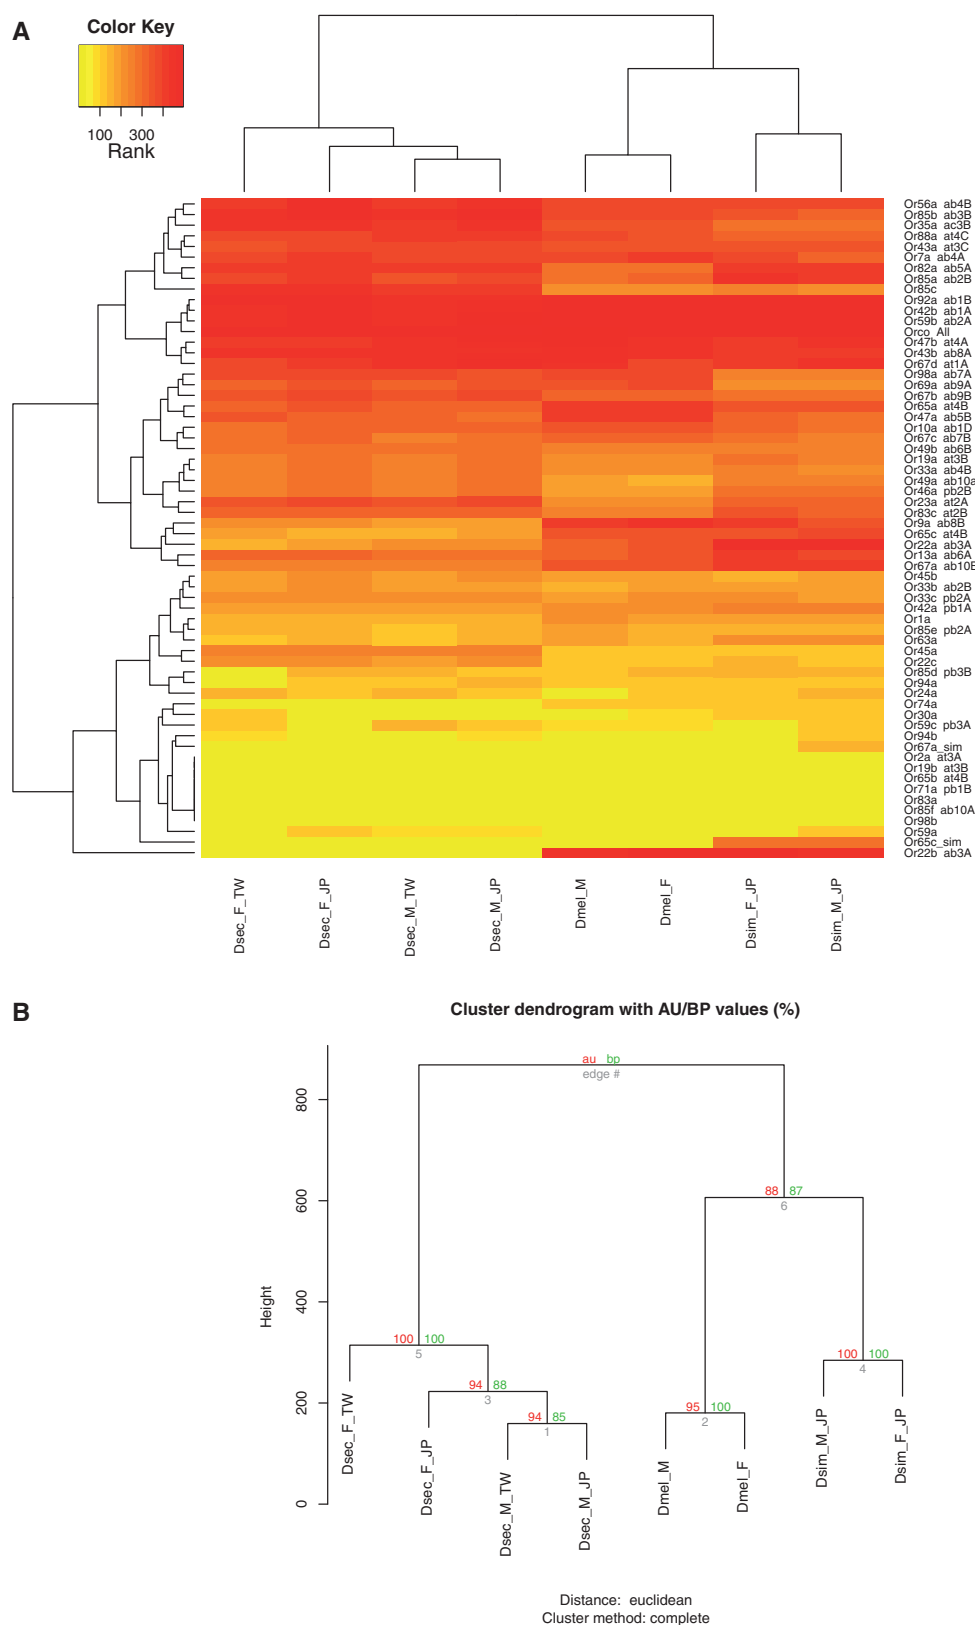 A
Color Key
100 300
Rank
Or56a ab4B
Or85b ab3B
Or35a ac3B
Or88a at4C
Or43a at3C
Or7a ab4A
Or82a ab5A
Or85a ab2B
Or85c
Or92a ab1B
Or42b ab1A
Or59b ab2A
Orco All
Or47b at4A
Or43b ab8A
Or67d at1A
Or98a ab7A
Or69a ab9A
Or67b ab9B
Or65a at4B
Or47a ab5B
Or10a ab1D
Or67c ab7B
Or49b ab6B
Or19a at3B
Or33a ab4B
Or49a ab10a
Or46a pb2B
Or23a at2A
Or83c at2B
Or9a ab8B
Or65c at4B
Or22a ab3A
Or13a ab6A
Or67a ab10B
Or45b
Or33b ab2B
Or33c pb2A
Or42a pb1A
Or1a
Or85e pb2A
Or63a
Or45a
Or22c
Or85d pb3B
Or94a
Or24a
Or74a
Or30a
Or59c pb3A
Or94b
Or67a_sim
Or2a at3A
Or19b at3B
Or65b at4B
Or71a pb1B
Or83a
Or85f ab10A
Or98b
Or59a
Or65c_sim
Or22b ab3A
Dsec_F_TW
Dsec_F_JP
Dsec_M_TW
Dsec_M_JP
Dmel_M
Dmel_F
Dsim_F_JP
Dsim_M_JP
B
Cluster dendrogram with AU/BP values (%)
au bp
edge #
800
88 87
6
600
Height
400
100 100
5
100 100
4
94 88
3
200
95 100
2
94 85
1
0
Dsec_F_TW
Dsec_F_JP
Dsec_M_TW
Dsec_M_JP
Dmel_M
Dmel_F
Dsim_M_JP
Dsim_F_JP
Distance: euclidean
Cluster method: complete